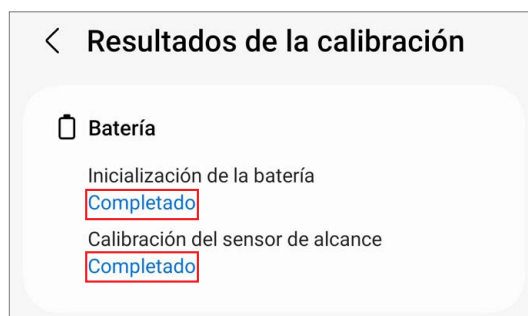 Resultados de la calibración
Batería
Inicialización de la batería
Completado
Calibración del sensor de alcance
Completado